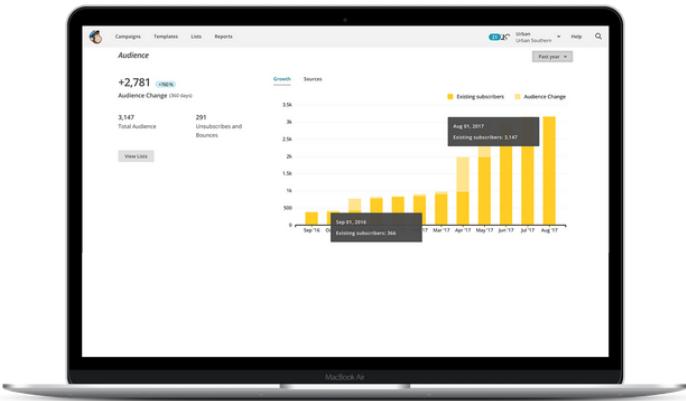 Campaigns Templates Lists Reports
Urban
Urban Southern
Help
Audience
Past year
+2,781 +760 %
Audience Change (360 days)
3,147
Total Audience
291
Unsubscribes and
Bounces
View Lists
Growth Sources
Existing subscribers Audience Change
3.5k
3k
2.5k
2k
1.5k
1k
500
0
Aug 01, 2017
Existing subscribers: 3,147
Sep 01, 2016
Existing subscribers: 366
Sep '16 Mar '17 Apr '17 May '17 Jun '17 Jul '17 Aug '17
MacBook Air